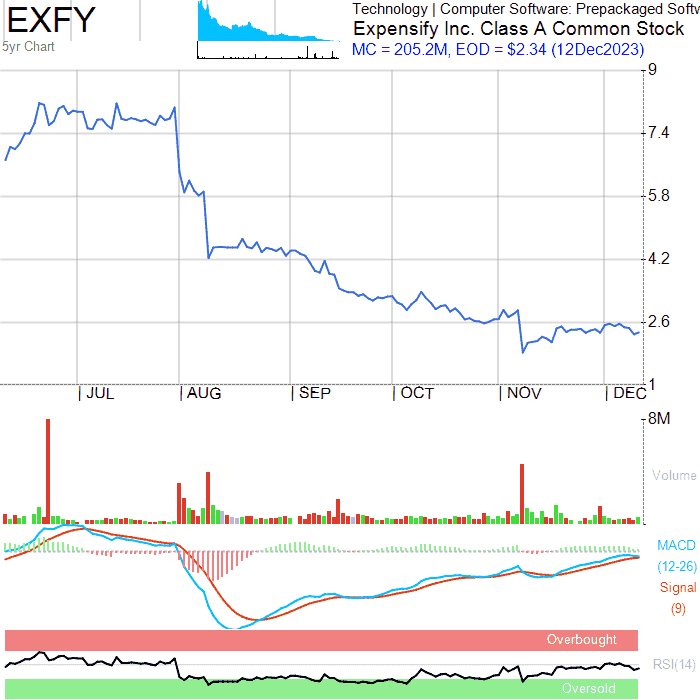 EXFY
5yr Chart
Technology | Computer Software: Prepackaged Softw
Expensify Inc. Class A Common Stock
MC = 205.2M, EOD = $2.34 (12Dec2023)
9
7.4
5.8
4.2
2.6
1
JUL AUG SEP OCT NOV DEC
8M
Volume
MACD
(12-26)
Signal
(9)
Overbought
RSI(14)
Oversold